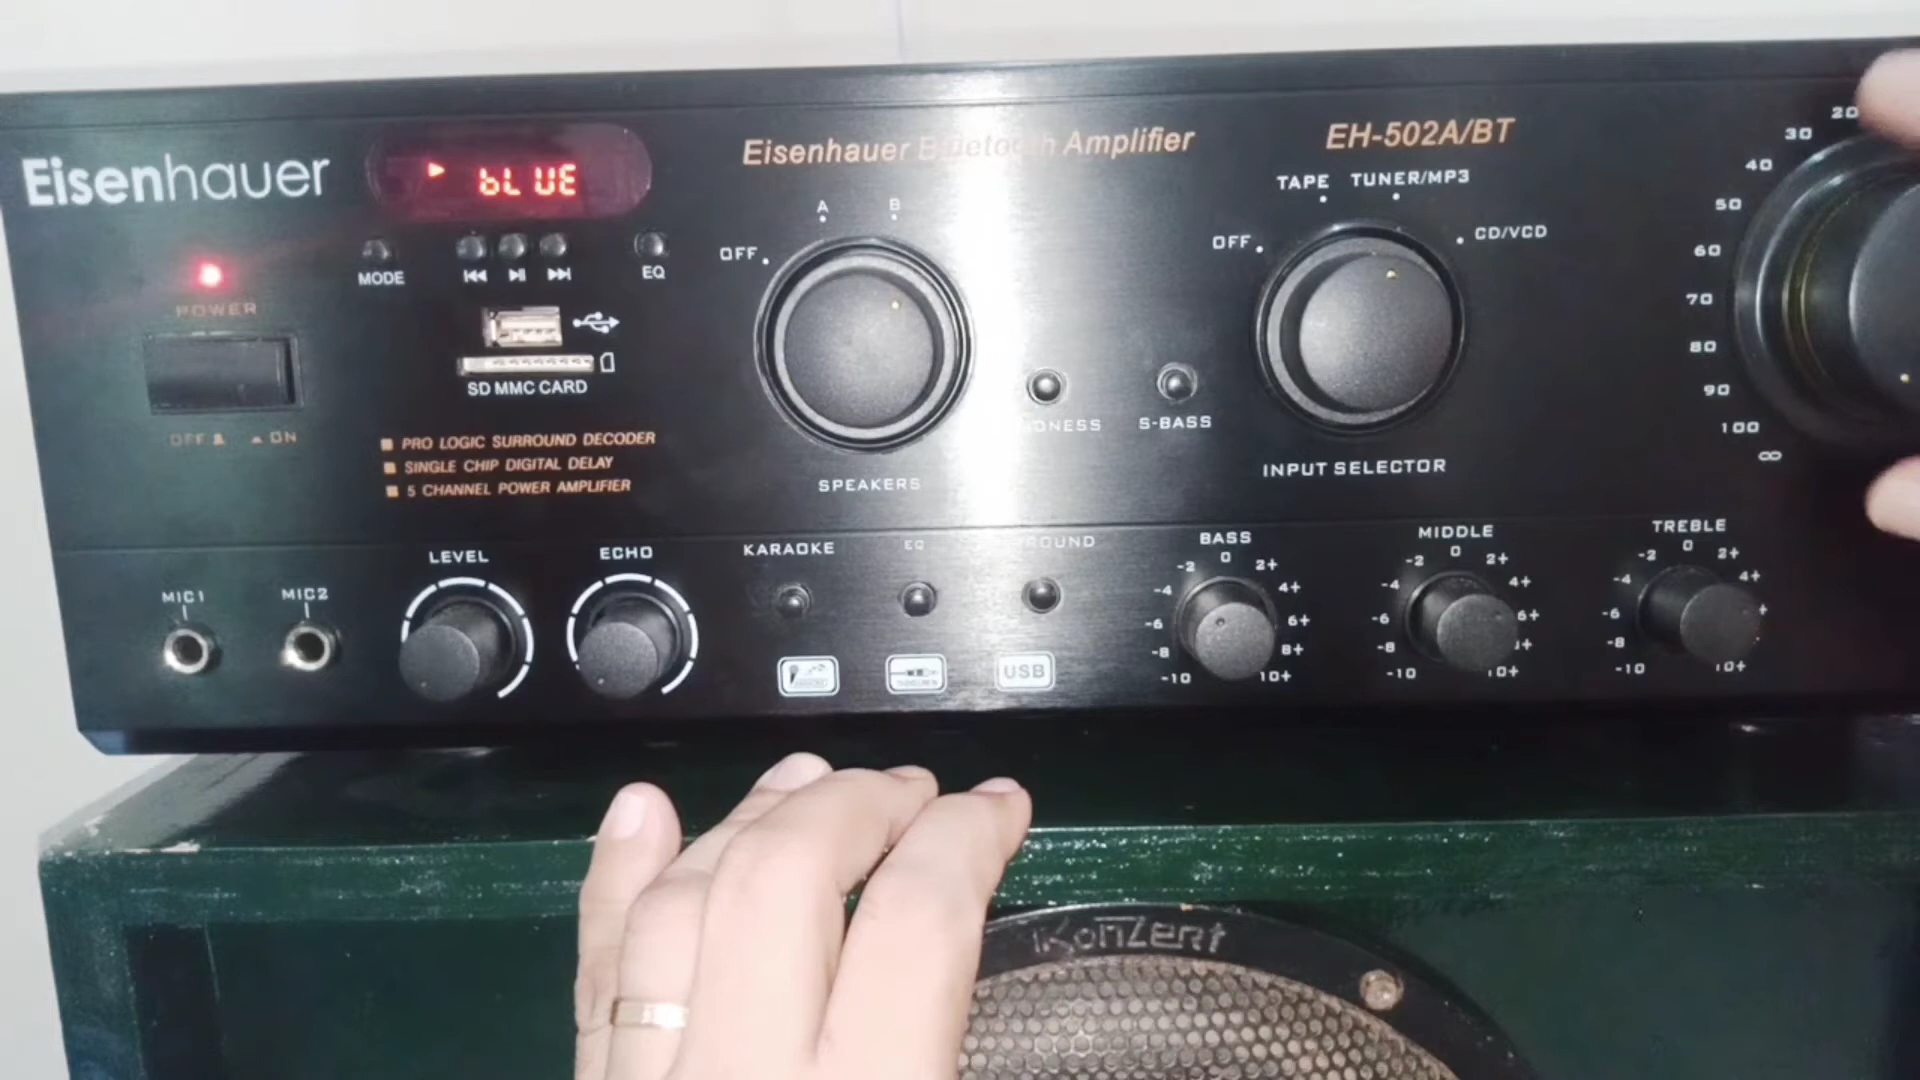 Eisenhauer
bLUE
Eisenhauer Amplifier
EH-502A/BT
POWER
OFF ON
MODE
EQ
SD MMC CARD
PRO LOGIC SURROUND DECODER
SINGLE CHIP DIGITAL DELAY
5 CHANNEL POWER AMPLIFIER
OFF A B
SPEAKERS
S-BASS
OFF TAPE TUNER/MP3 CD/VCD
INPUT SELECTOR
20
30
40
50
60
70
80
90
100
∞
MIC1
MIC2
LEVEL
ECHO
KARAOKE
EQ
USB
BASS
-10 -8 -6 -4 -2 0 2+ 4+ 6+ 8+ 10+
MIDDLE
-10 -8 -6 -4 -2 0 2+ 4+ 6+ 10+
TREBLE
-10 -8 -6 -4 -2 0 2+ 4+ 10+
KONZERT